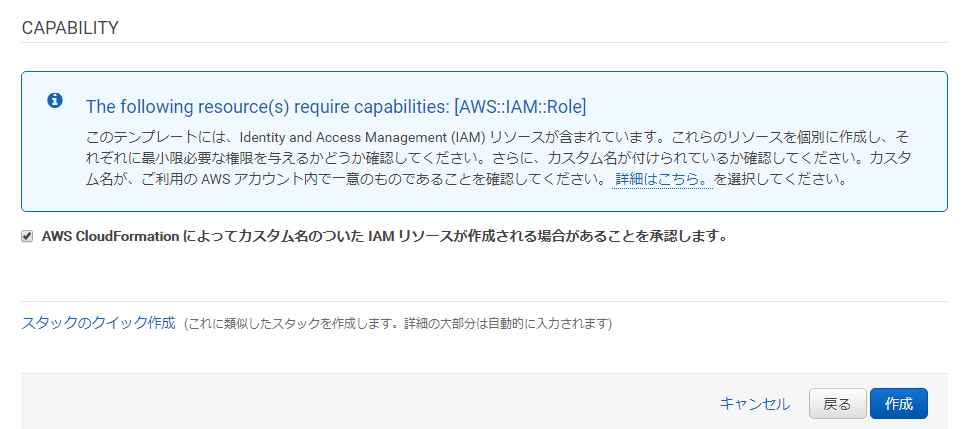 CAPABILITY
The following resource(s) require capabilities: [AWS::IAM::Role]
このテンプレートには、Identity and Access Management (IAM) リソースが含まれています。これらのリソースを個別に作成し、そ
れぞれに最小限必要な権限を与えるかどうか確認してください。さらに、カスタム名が付けられているか確認してください。カスタ
ム名が、ご利用の AWS アカウント内で一意のものであることを確認してください。 詳細はこちら。を選択してください。
AWS CloudFormation によってカスタム名のついた IAM リソースが作成される場合があることを承認します。
スタックのクイック作成 (これに類似したスタックを作成します。詳細の大部分は自動的に入力されます)
キャンセル 戻る 作成